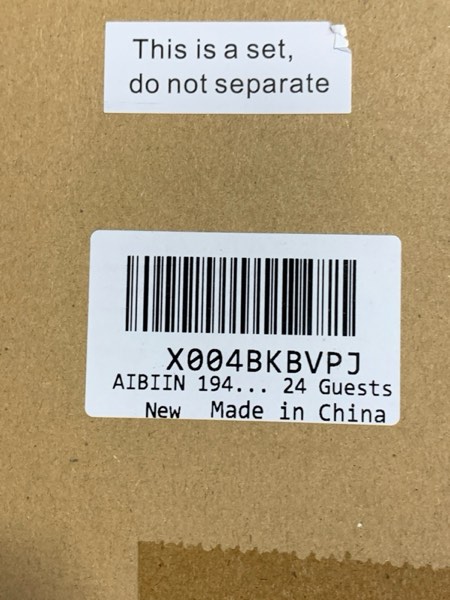 This is a set,
do not separate
X004BKBVPJ
AIBIIN 194... 24 Guests
New Made in China